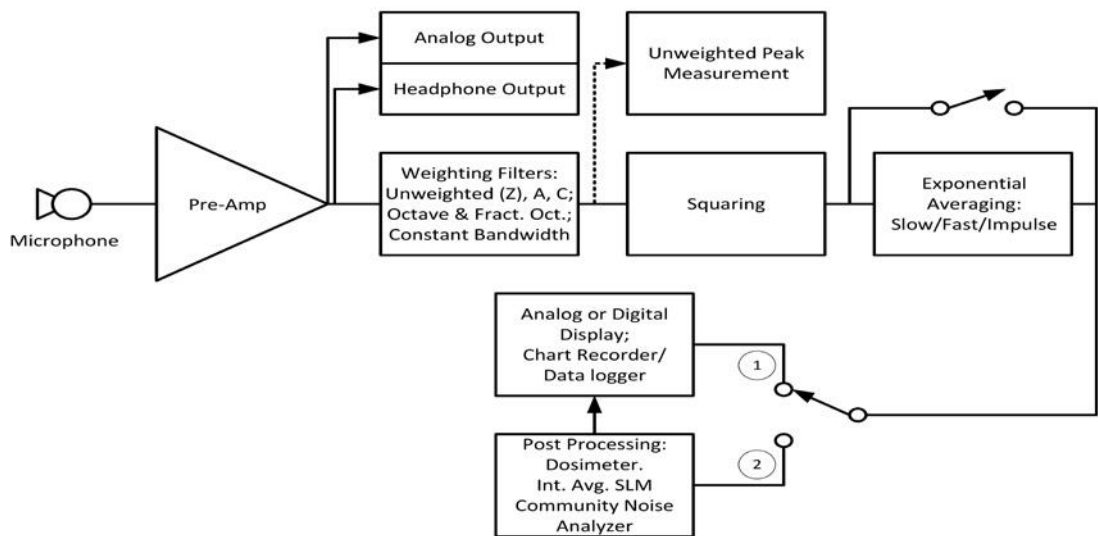 Analog Output
Headphone Output
Unweighted Peak
Measurement
Microphone
Pre-Amp
Weighting Filters:
Unweighted (Z), A, C;
Octave & Fract. Oct.;
Constant Bandwidth
Squaring
Exponential
Averaging:
Slow/Fast/Impulse
Analog or Digital
Display;
Chart Recorder/
Data logger
1
Post Processing:
Dosimeter.
Int. Avg. SLM
Community Noise
Analyzer
2